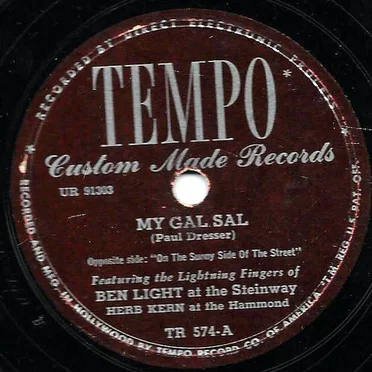 RECORDED BY DIRECT ELECTRONIC PROCESS
TEMPO*
Custom Made Records
UR 91303
MY GAL SAL
(Paul Dresser)
Opposite side: "On The Sunny Side Of The Street"
Featuring the Lightning Fingers of
BEN LIGHT at the Steinway
HERB KERN at the Hammond
TR 574-A
RECORDED AND MFG. IN HOLLYWOOD BY TEMPO RECORD CO. OF AMERICA *T.M. REG. U.S. PAT. OFF.